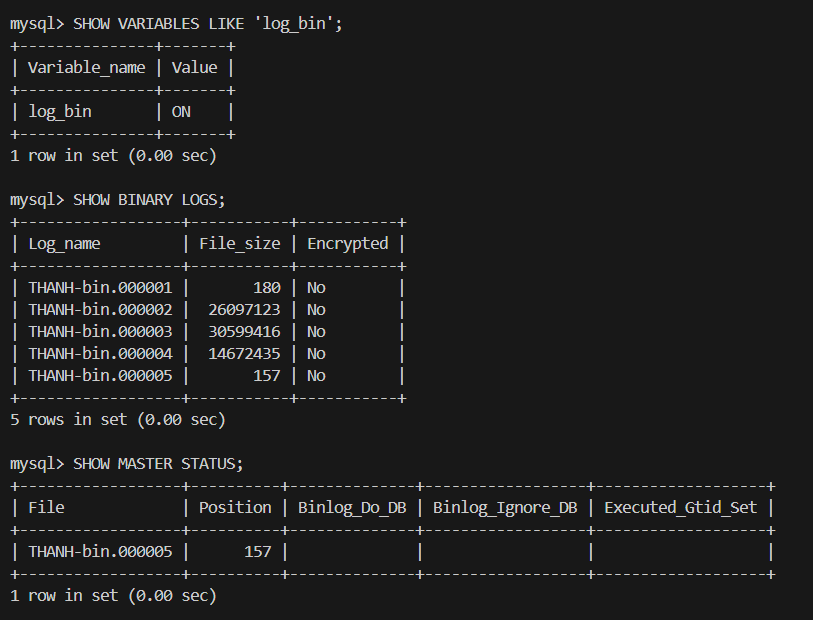 mysql> SHOW VARIABLES LIKE 'log_bin';
+---------------+-------+
| Variable_name | Value |
+---------------+-------+
| log_bin       | ON    |
+---------------+-------+
1 row in set (0.00 sec)

mysql> SHOW BINARY LOGS;
+------------------+-----------+-----------+
| Log_name         | File_size | Encrypted |
+------------------+-----------+-----------+
| THANH-bin.000001 |       180 | No        |
| THANH-bin.000002 |  26097123 | No        |
| THANH-bin.000003 |  30599416 | No        |
| THANH-bin.000004 |  14672435 | No        |
| THANH-bin.000005 |       157 | No        |
+------------------+-----------+-----------+
5 rows in set (0.00 sec)

mysql> SHOW MASTER STATUS;
+------------------+----------+--------------+------------------+-------------------+
| File             | Position | Binlog_Do_DB | Binlog_Ignore_DB | Executed_Gtid_Set |
+------------------+----------+--------------+------------------+-------------------+
| THANH-bin.000005 |      157 |              |                  |                   |
+------------------+----------+--------------+------------------+-------------------+
1 row in set (0.00 sec)